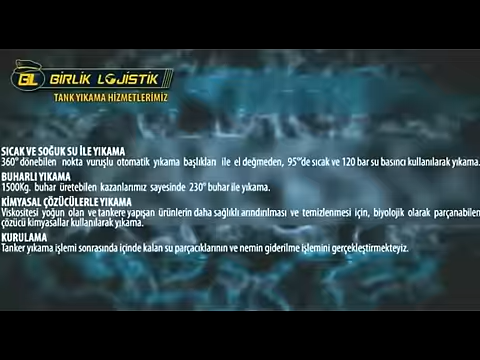 BL BİRLİK LOJİSTİK
TANK YIKAMA HİZMETLERİMİZ
SICAK VE SOĞUK SU İLE YIKAMA
360° dönebilen nokta vuruşlu otomatik yıkama başlıkları ile el değmeden, 95°'de sıcak ve 120 bar su basıncı kullanılarak yıkama.
BUHARLI YIKAMA
1500Kg. buhar üretebilen kazanlarımız sayesinde 230° buhar ile yıkama.
KİMYASAL ÇÖZÜCÜLERLE YIKAMA
Viskositesi yoğun olan ve tankere yapışan ürünlerin daha sağlıklı arındırılması ve temizlenmesi için, biyolojik olarak parçanabilen
çözücü kimyasallar kullanılarak yıkama.
KURULAMA
Tanker yıkama işlemi sonrasında içinde kalan su parçacıklarının ve nemin giderilme işlemini gerçekleştirmekteyiz.